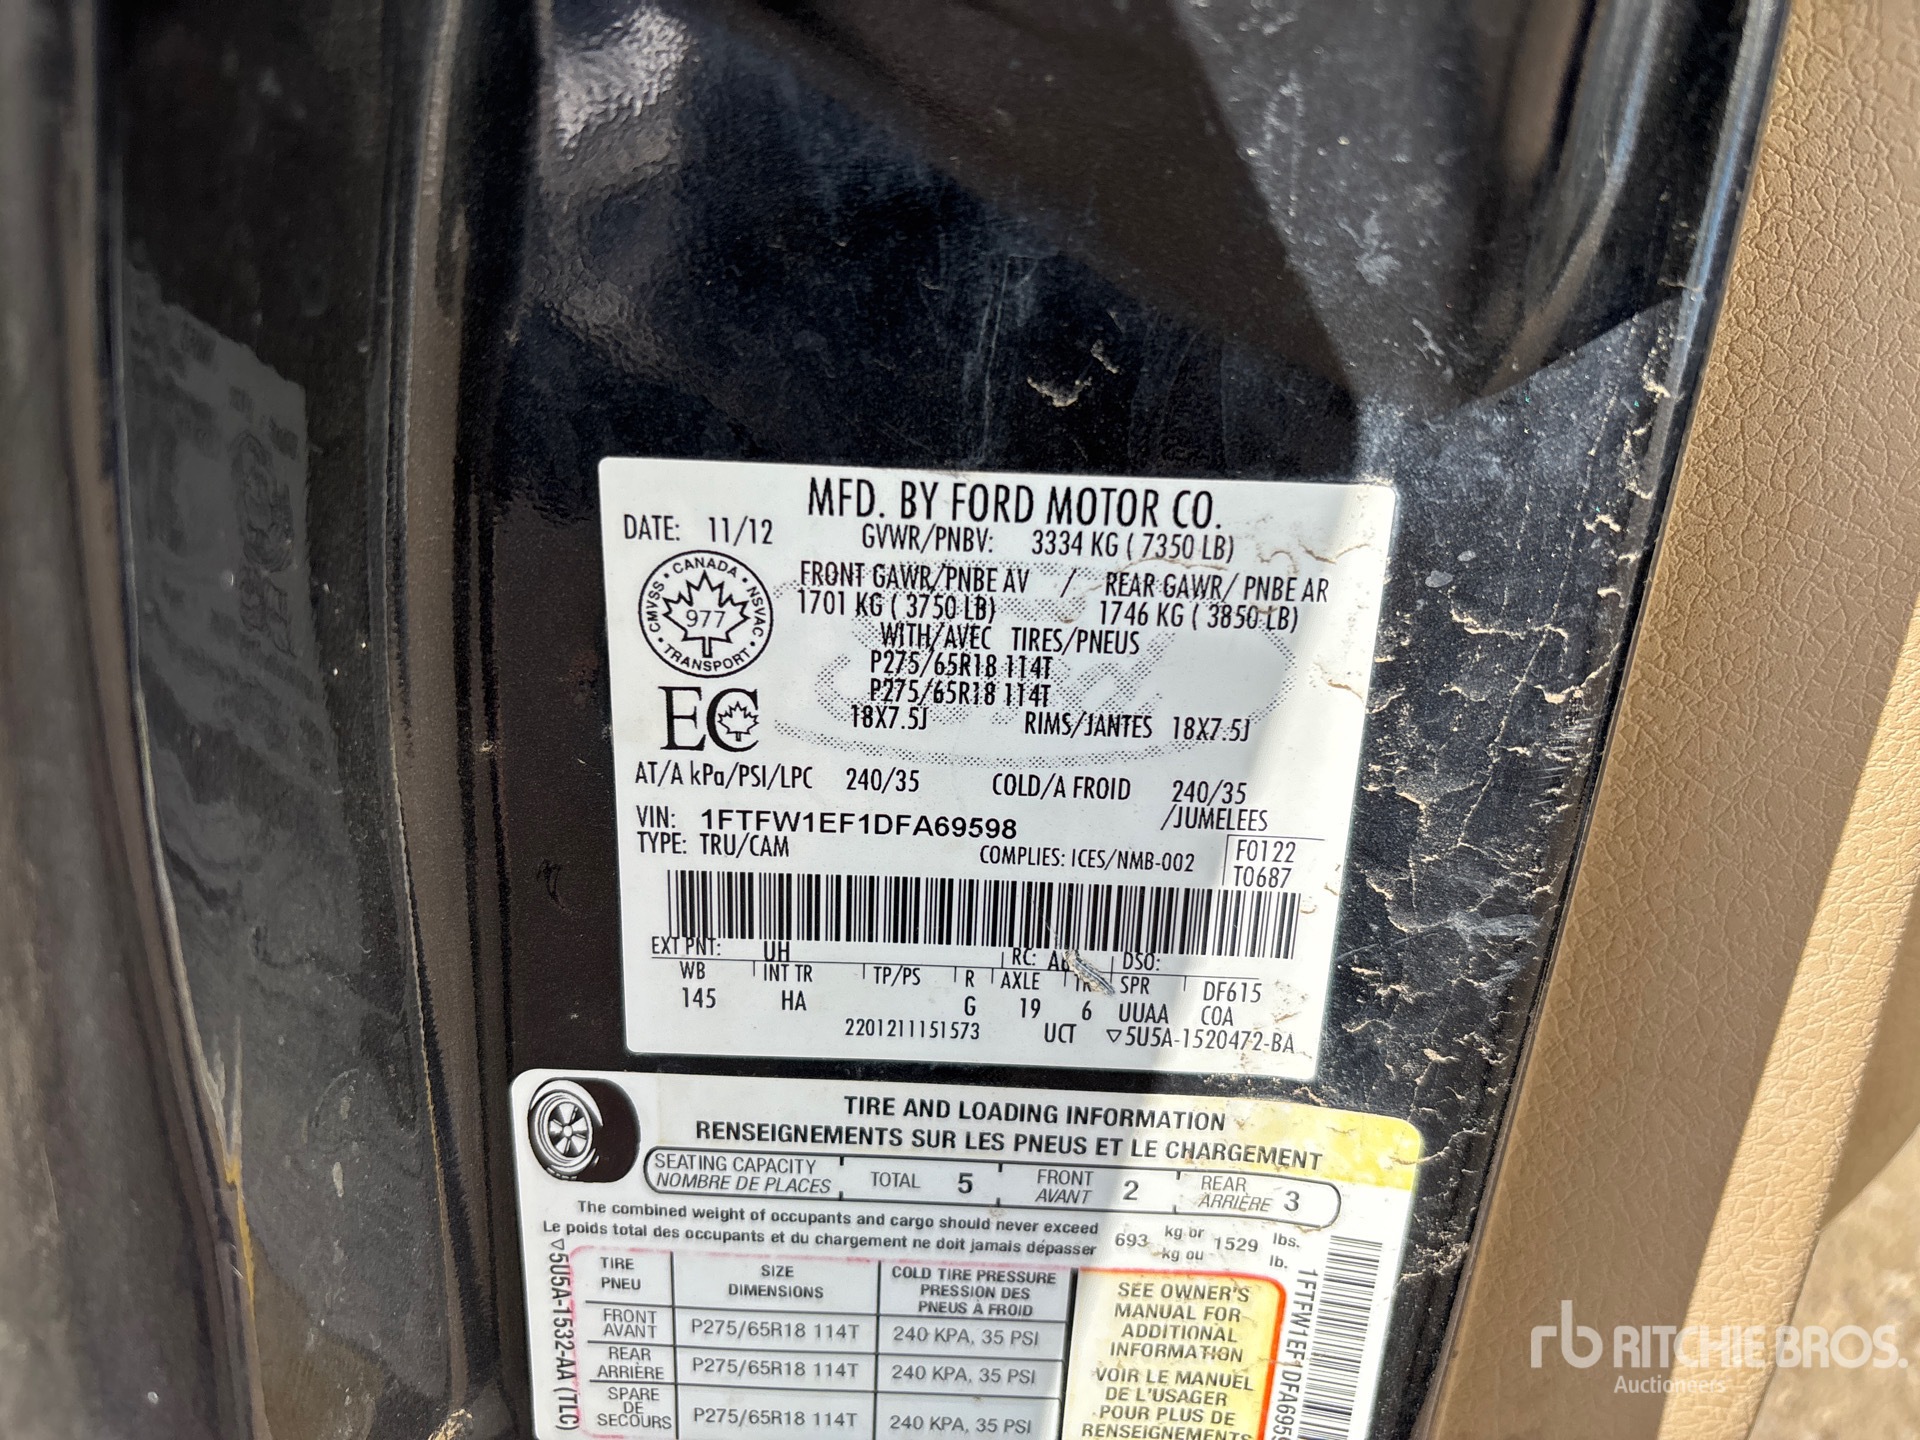 MFD. BY FORD MOTOR CO.
DATE: 11/12 GVWR/PNBV: 3334 KG ( 7350 LB)
FRONT GAWR/PNBE AV / REAR GAWR/ PNBE AR
1701 KG ( 3750 LB) 1746 KG ( 3850 LB)
WITH/AVEC TIRES/PNEUS
P275/65R18 114T
P275/65R18 114T
18X7.5J RIMS/JANTES 18X7.5J
CMVSS • CANADA • NSVAC • TRANSPORT •
977
EC
AT/A kPa/PSI/LPC 240/35 COLD/A FROID 240/35
VIN: 1FTFW1EF1DFA69598 /JUMELEES
TYPE: TRU/CAM COMPLIES: ICES/NMB-002
F0122
T0687
EXT PNT: UH RC: DSO:
WB INT TR TP/PS R AXLE SPR DF615
145 HA G 19 6 UUAA COA
2201211151573 UCT ▽5U5A-1520472-BA
TIRE AND LOADING INFORMATION
RENSEIGNEMENTS SUR LES PNEUS ET LE CHARGEMENT
SEATING CAPACITY TOTAL 5 FRONT 2 REAR 3
NOMBRE DE PLACES AVANT ARRIÈRE
The combined weight of occupants and cargo should never exceed 693 kg or 1529 lbs.
Le poids total des occupants et du chargement ne doit jamais dépasser kg ou lb.
TIRE SIZE COLD TIRE PRESSURE
PNEU DIMENSIONS PRESSION DES
PNEUS À FROID
FRONT
AVANT P275/65R18 114T 240 KPA, 35 PSI
REAR
ARRIÈRE P275/65R18 114T 240 KPA, 35 PSI
SPARE
DE
SECOURS P275/65R18 114T 240 KPA, 35 PSI
SEE OWNER'S
MANUAL FOR
ADDITIONAL
INFORMATION
VOIR LE MANUEL
DE L'USAGER
POUR PLUS DE
RENSEIGNEMENTS
▽5U5A-1532-AA (TLC)
1FTFW1EF1DFA6959
rb RITCHIE BROS.
Auctioneers